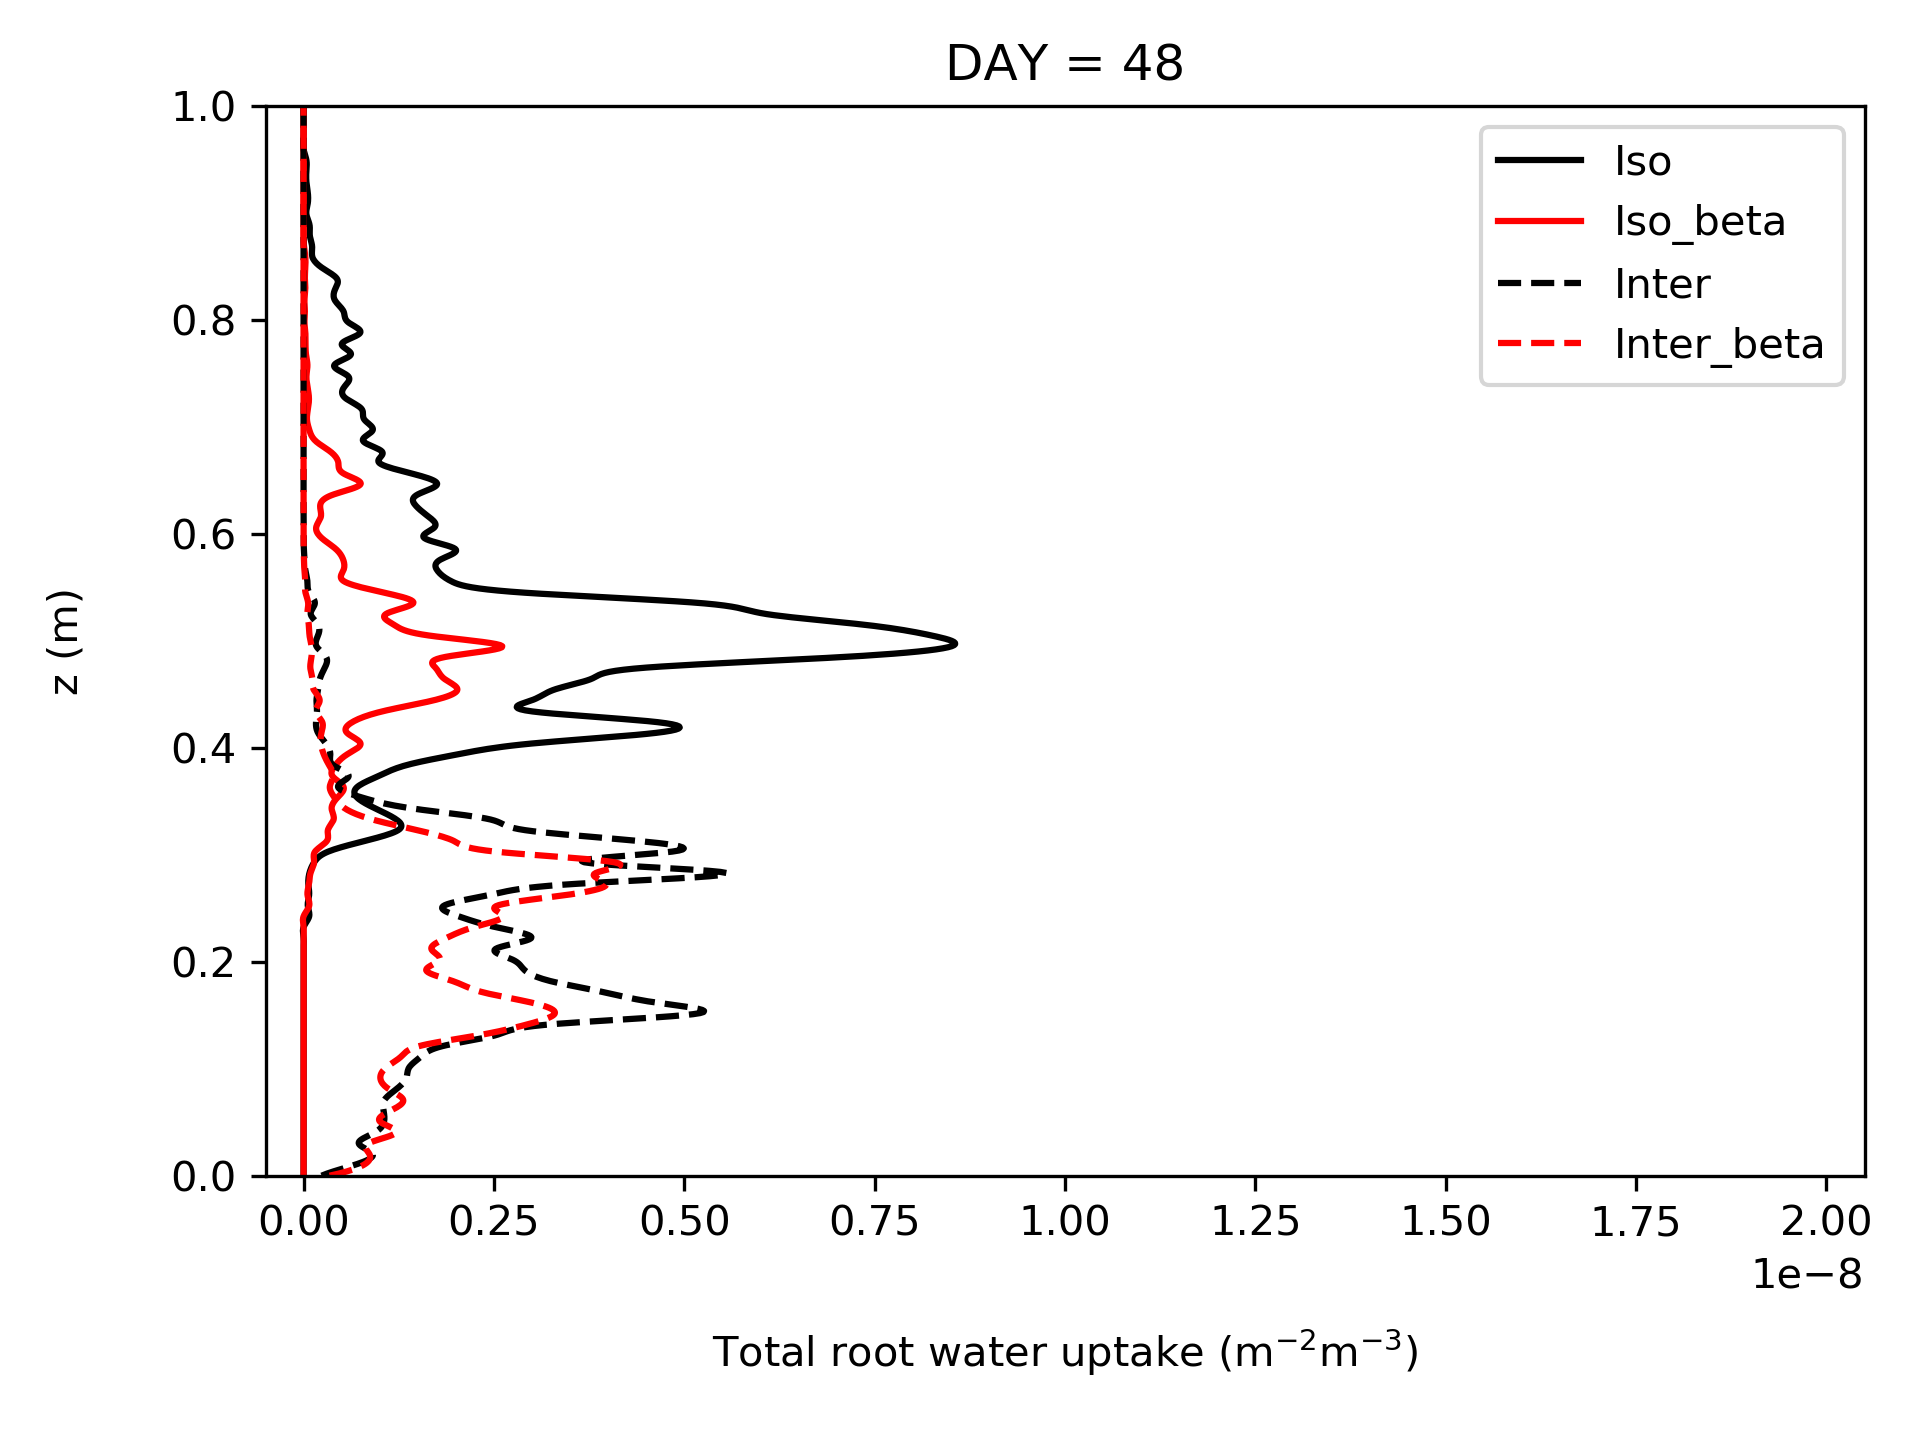 DAY = 48
1.0
0.8
0.6
0.4
0.2
0.0
z (m)
Iso
Iso_beta
Inter
Inter_beta
0.00 0.25 0.50 0.75 1.00 1.25 1.50 1.75 2.00
1e−8
Total root water uptake (m⁻²m⁻³)